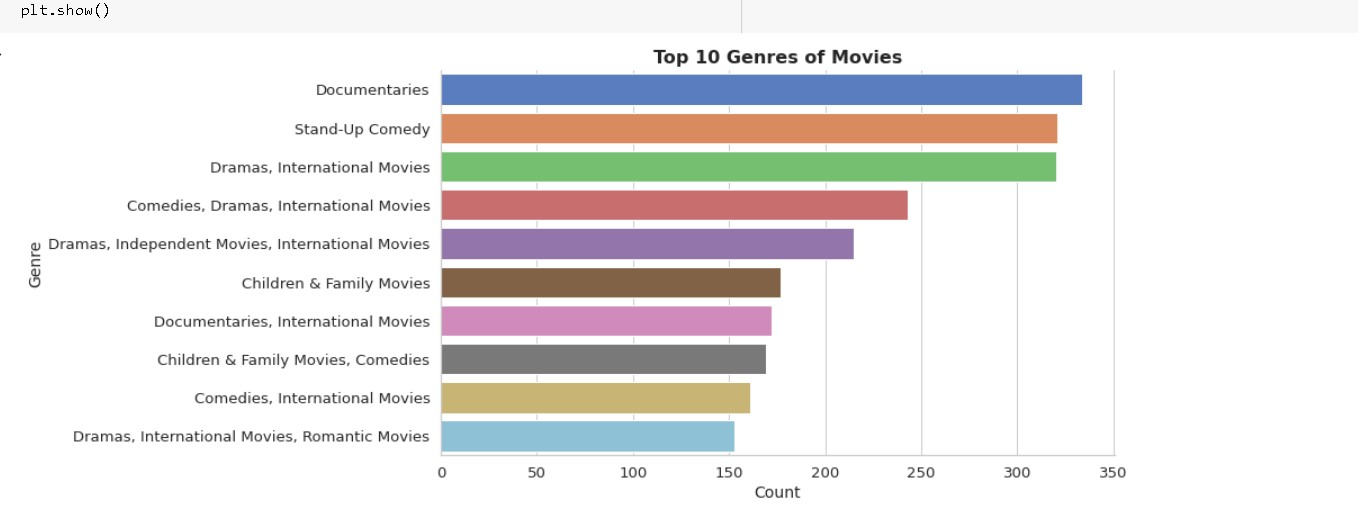 plt.show()
Top 10 Genres of Movies
Documentaries
Stand-Up Comedy
Dramas, International Movies
Comedies, Dramas, International Movies
Dramas, Independent Movies, International Movies
Genre
Children & Family Movies
Documentaries, International Movies
Children & Family Movies, Comedies
Comedies, International Movies
Dramas, International Movies, Romantic Movies
0 50 100 150 200 250 300 350
Count